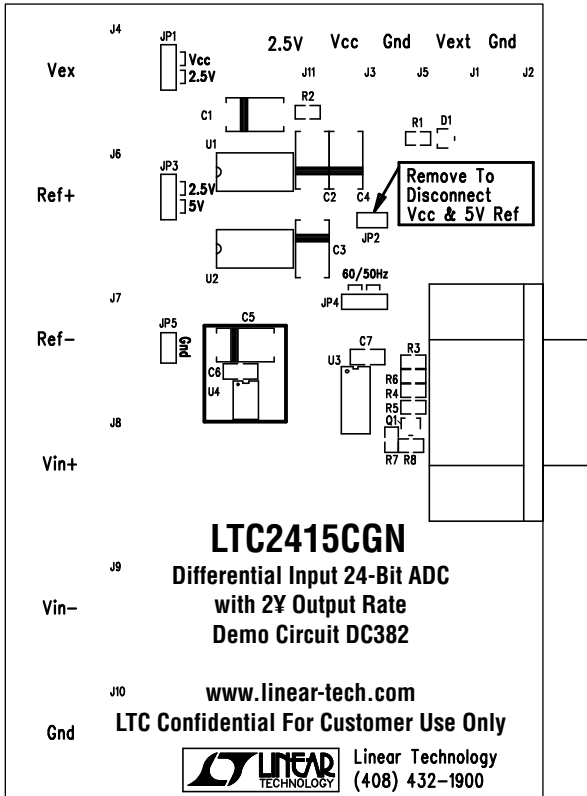 J4
JP1
2.5V Vcc Gnd Vext Gnd
Vex
Vcc
2.5V
J11 J3 J5 J1 J2
C1
R2
R1 D1
J6
U1
Ref+
JP3
2.5V
5V
C2 C4
Remove To
Disconnect
Vcc & 5V Ref
JP2
U2
C3
60/50Hz
JP4
J7
Ref-
JP5
Gnd
C5
C6
U4
U3
C7
R3
R6
R4
R5
Q1
R7 R8
J8
Vin+
LTC2415CGN
Differential Input 24-Bit ADC
with 2¥ Output Rate
Demo Circuit DC382
J9
Vin-
J10
Gnd
www.linear-tech.com
LTC Confidential For Customer Use Only
LINEAR
TECHNOLOGY
Linear Technology
(408) 432-1900